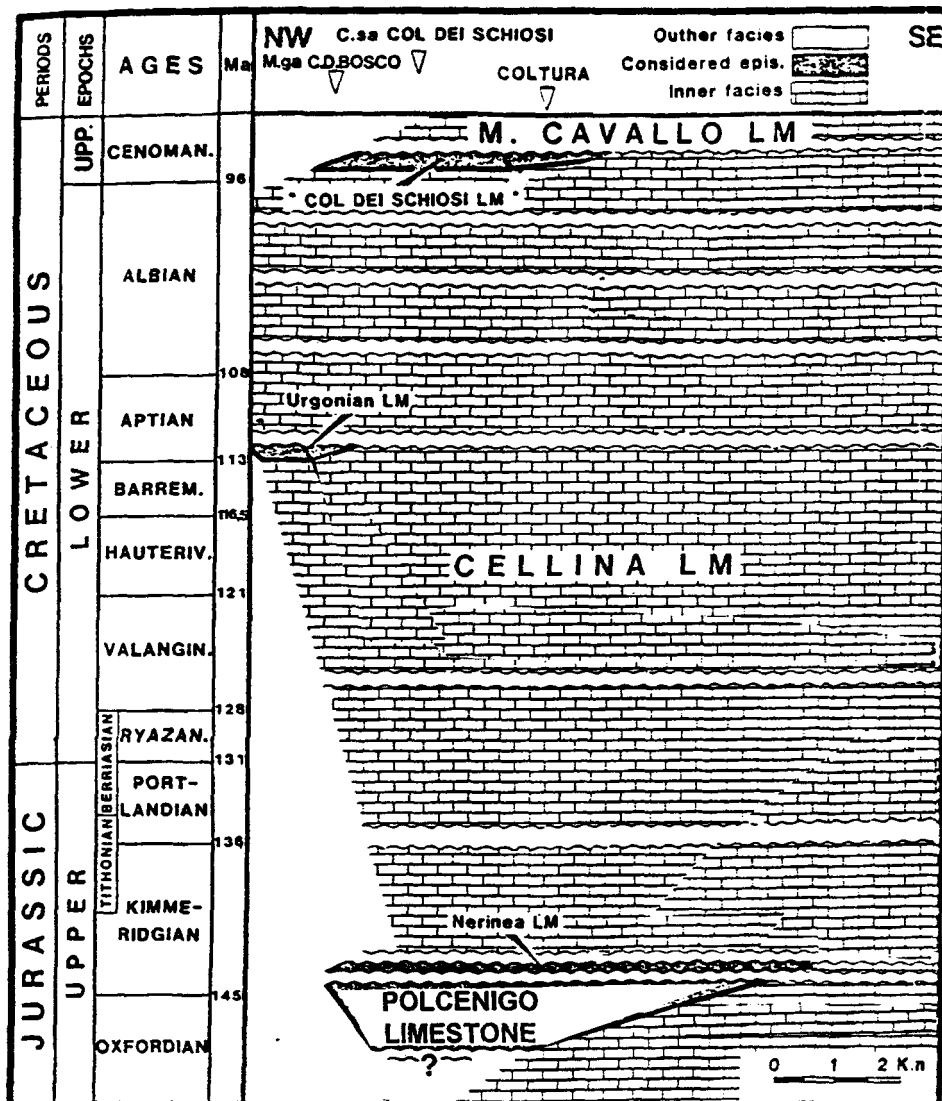 PERIODS
EPOCHS
AGES
Ma
NW
C.sa COL DEI SCHIOSI
M.ga C.D.BOSCO
COLTURA
Outher facies
Considered epis.
Inner facies
SE
CRETACEOUS
JURASSIC
UPP.
LOWER
UPPER
CENOMAN.
96
ALBIAN
108
APTIAN
113
BARREM.
116,5
HAUTERIV.
121
VALANGIN.
128
RYAZAN.
131
PORT-
LANDIAN
136
KIMME-
RIDGIAN
145
OXFORDIAN
TITHONIAN
BERRIASIAN
M. CAVALLO LM
" COL DEI SCHIOSI LM "
Urgonian LM
CELLINA LM
Nerinea LM
POLCENIGO
LIMESTONE
?
0 1 2 K.n